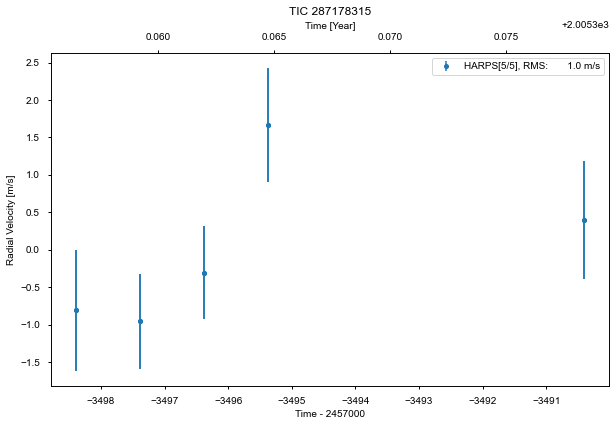 TIC 287178315
Time [Year]
0.060 0.065 0.070 0.075 +2.0053e3
HARPS[5/5], RMS: 1.0 m/s
Radial Velocity [m/s]
2.5
2.0
1.5
1.0
0.5
0.0
−0.5
−1.0
−1.5
−3498 −3497 −3496 −3495 −3494 −3493 −3492 −3491
Time - 2457000